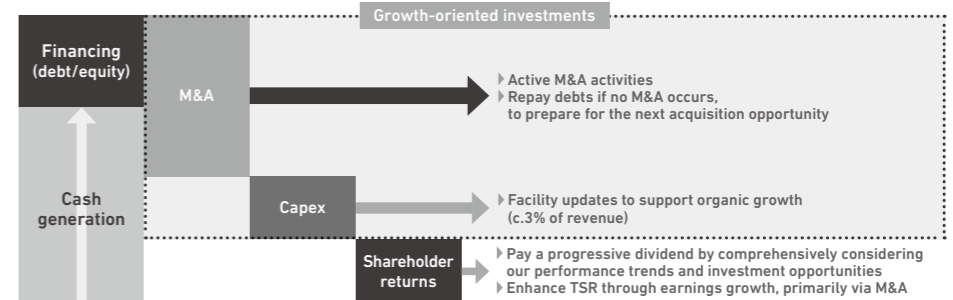 Growth-oriented investments
Financing
(debt/equity)
M&A
Active M&A activities
Repay debts if no M&A occurs,
to prepare for the next acquisition opportunity
Cash
generation
Capex
Facility updates to support organic growth
(c.3% of revenue)
Shareholder
returns
Pay a progressive dividend by comprehensively considering
our performance trends and investment opportunities
Enhance TSR through earnings growth, primarily via M&A